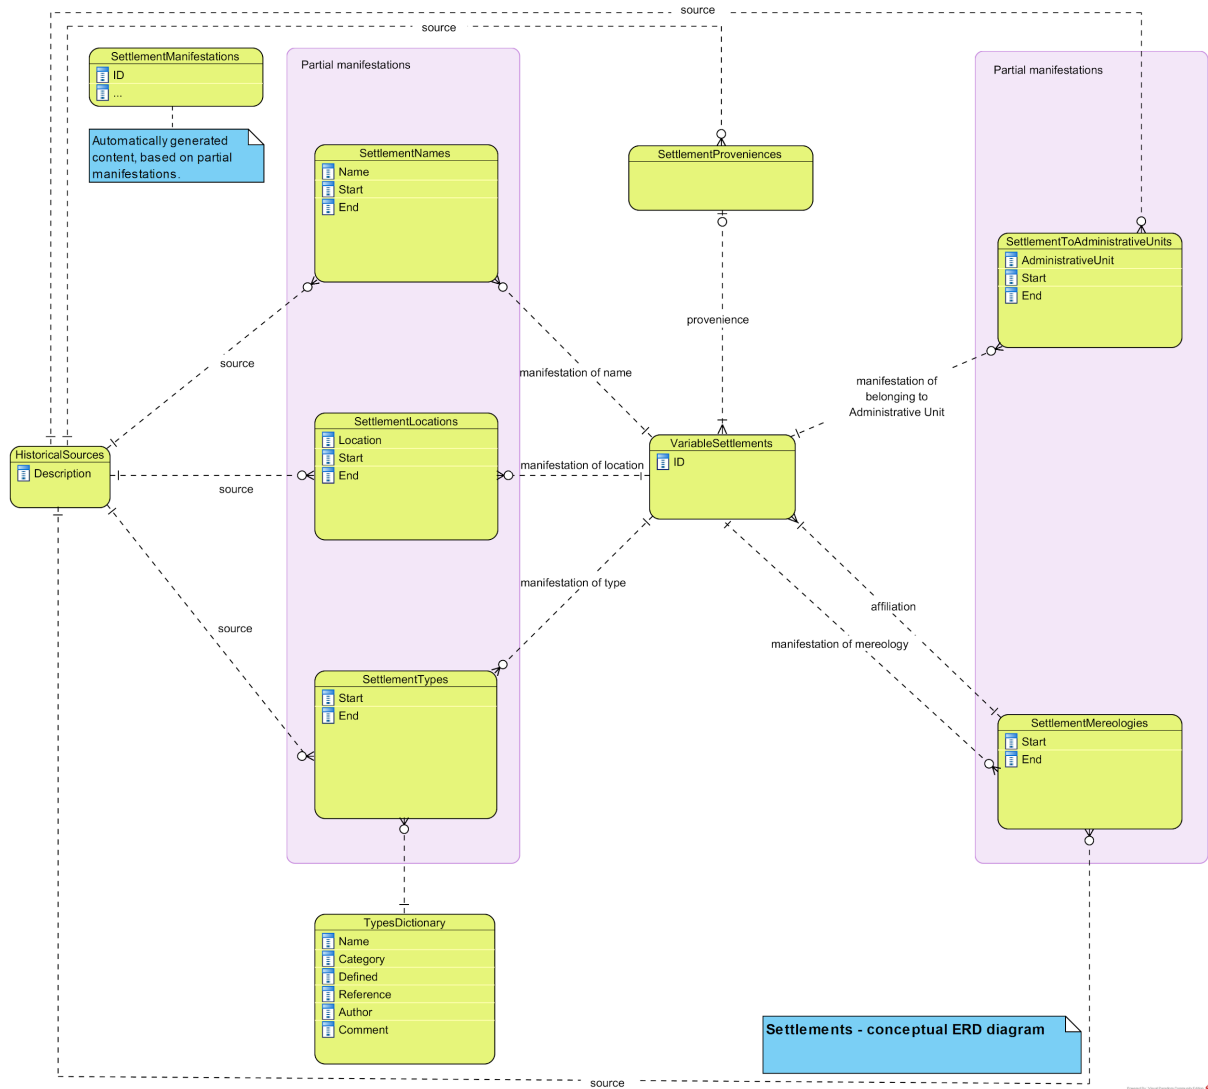 source
source
SettlementManifestations
ID
...
Automatically generated
content, based on partial
manifestations.
Partial manifestations
SettlementNames
Name
Start
End
SettlementProveniences
Partial manifestations
SettlementToAdministrativeUnits
AdministrativeUnit
Start
End
provenience
source
manifestation of name
manifestation of
belonging to
Administrative Unit
SettlementLocations
Location
Start
End
HistoricalSources
Description
source
manifestation of location
VariableSettlements
ID
manifestation of type
affiliation
source
manifestation of mereology
SettlementTypes
Start
End
SettlementMereologies
Start
End
TypesDictionary
Name
Category
Defined
Reference
Author
Comment
Settlements - conceptual ERD diagram
source